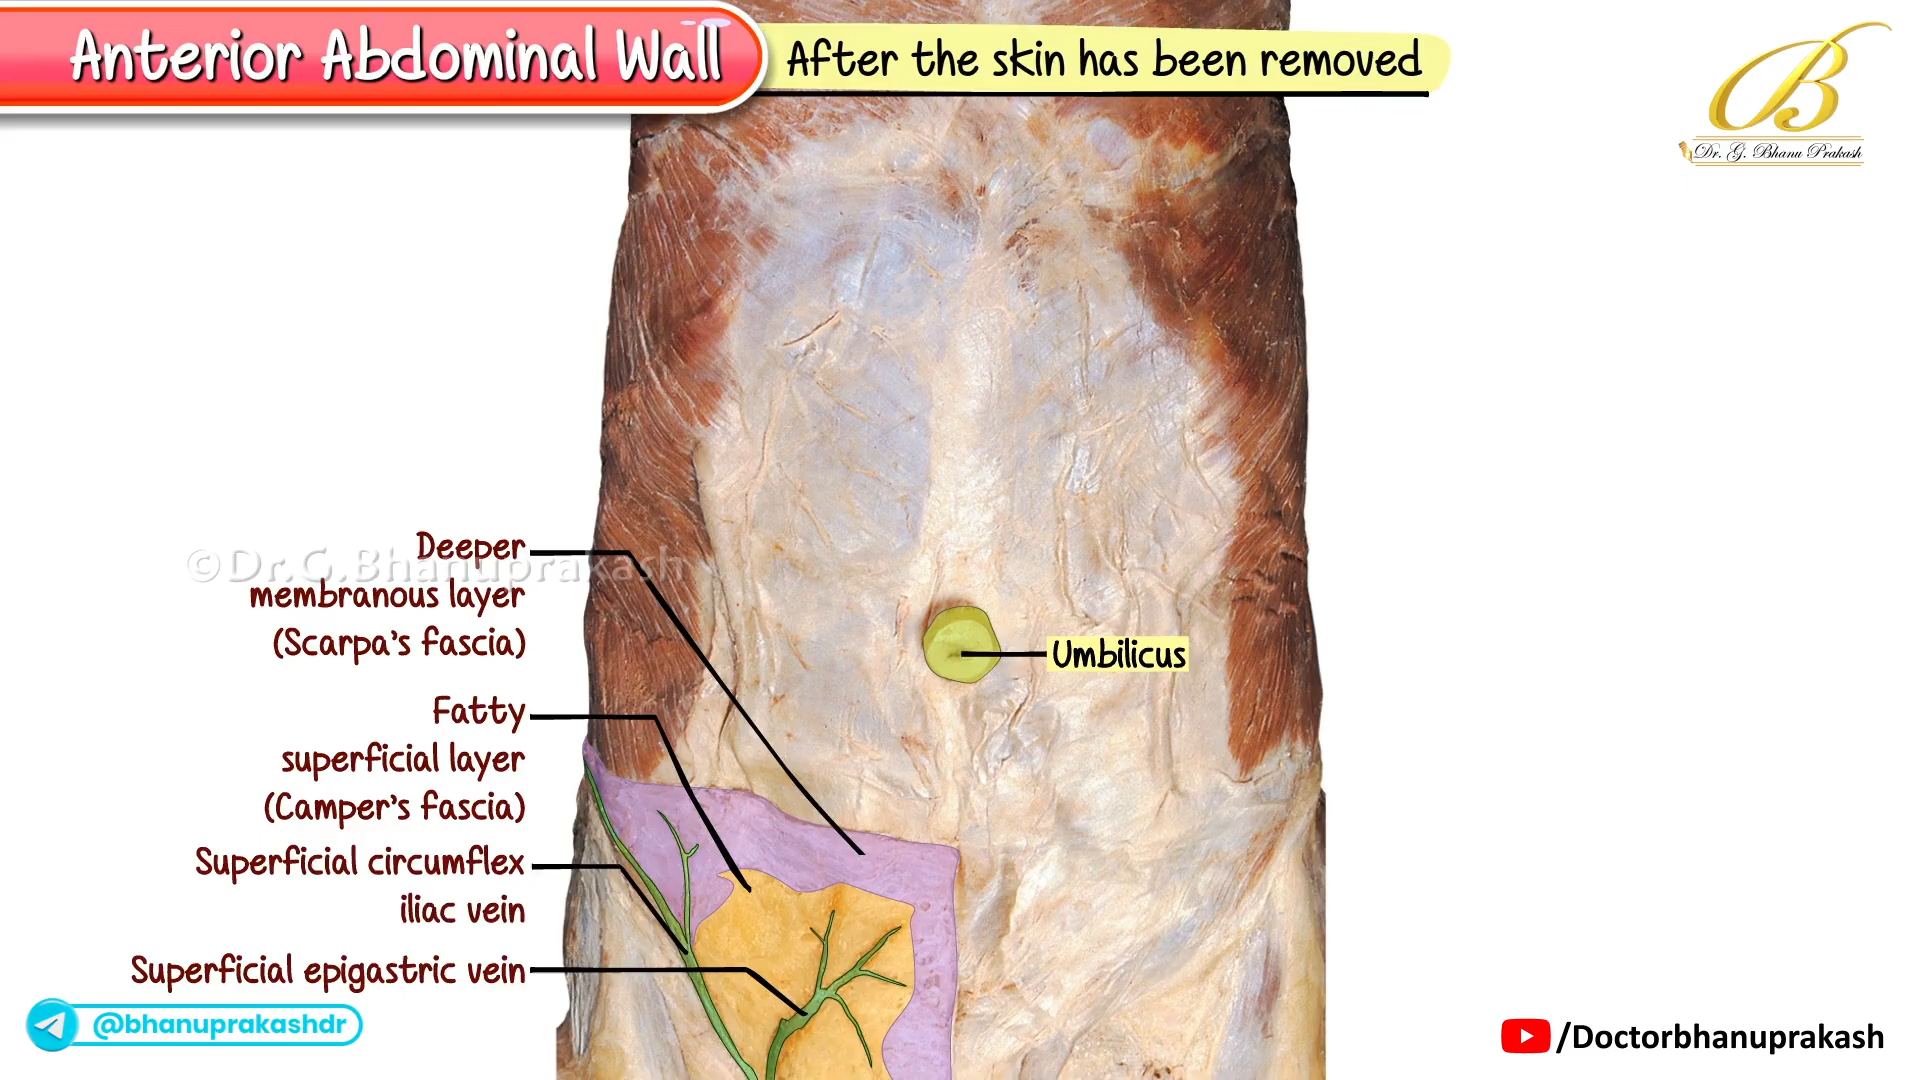 Anterior Abdominal Wall
After the skin has been removed
B
Dr. G. Bhanu Prakash
Deeper
©Dr.G.Bhanuprakash
membranous layer
(Scarpa's fascia)
Umbilicus
Fatty
superficial layer
(Camper's fascia)
Superficial circumflex
iliac vein
Superficial epigastric vein
@bhanuprakashdr
/Doctorbhanuprakash